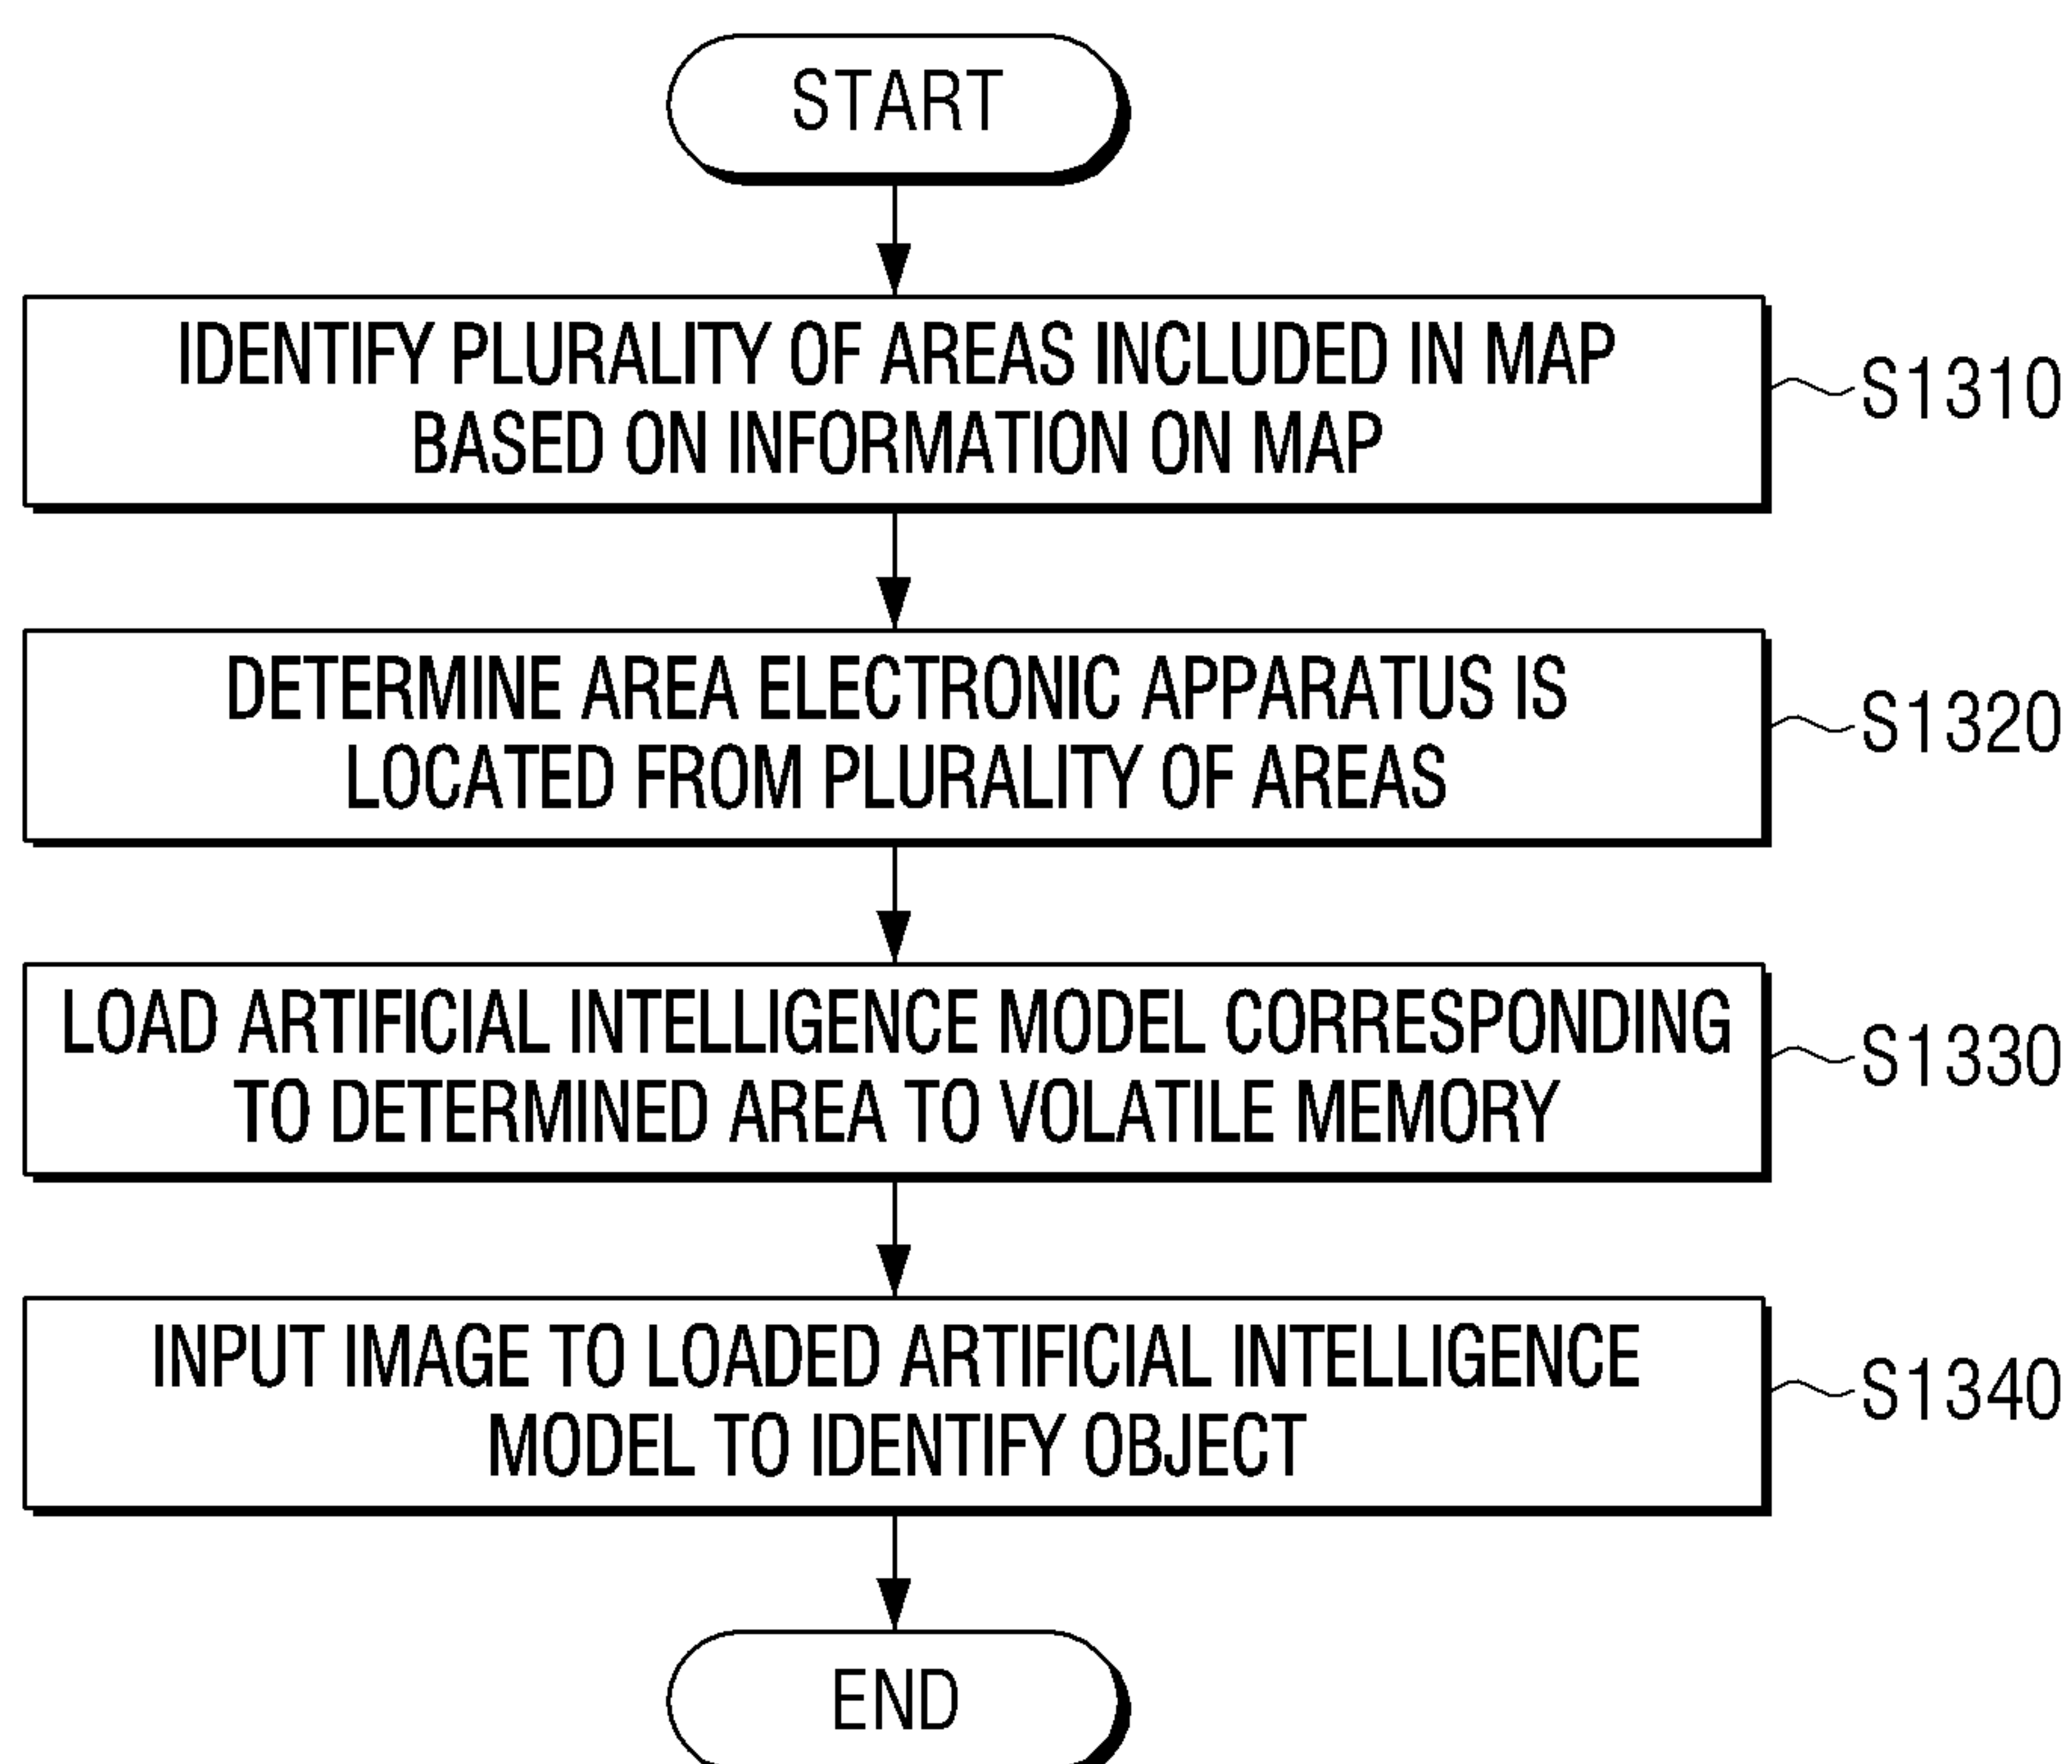 START
IDENTIFY PLURALITY OF AREAS INCLUDED IN MAP
BASED ON INFORMATION ON MAP
S1310
DETERMINE AREA ELECTRONIC APPARATUS IS
LOCATED FROM PLURALITY OF AREAS
S1320
LOAD ARTIFICIAL INTELLIGENCE MODEL CORRESPONDING
TO DETERMINED AREA TO VOLATILE MEMORY
S1330
INPUT IMAGE TO LOADED ARTIFICIAL INTELLIGENCE
MODEL TO IDENTIFY OBJECT
S1340
END